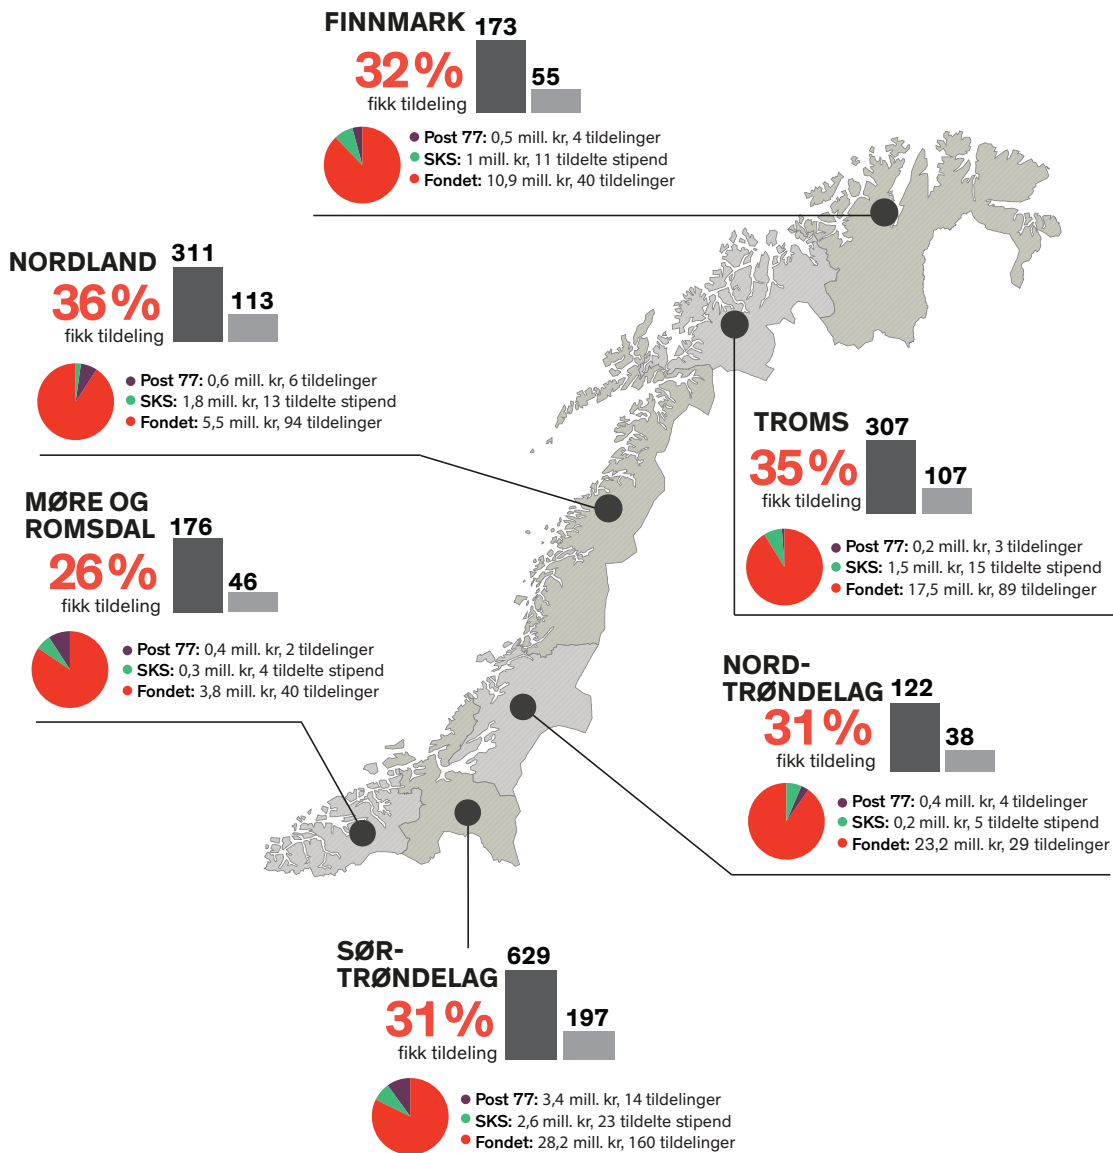 FINNMARK
173
32 %
fikk tildeling
55
Post 77: 0,5 mill. kr, 4 tildelinger
SKS: 1 mill. kr, 11 tildelte stipend
Fondet: 10,9 mill. kr, 40 tildelinger
NORDLAND
311
36 %
fikk tildeling
113
Post 77: 0,6 mill. kr, 6 tildelinger
SKS: 1,8 mill. kr, 13 tildelte stipend
Fondet: 5,5 mill. kr, 94 tildelinger
TROMS
307
35 %
fikk tildeling
107
Post 77: 0,2 mill. kr, 3 tildelinger
SKS: 1,5 mill. kr, 15 tildelte stipend
Fondet: 17,5 mill. kr, 89 tildelinger
MØRE OG
ROMSDAL
176
26 %
fikk tildeling
46
Post 77: 0,4 mill. kr, 2 tildelinger
SKS: 0,3 mill. kr, 4 tildelte stipend
Fondet: 3,8 mill. kr, 40 tildelinger
NORD-
TRØNDELAG
122
31 %
fikk tildeling
38
Post 77: 0,4 mill. kr, 4 tildelinger
SKS: 0,2 mill. kr, 5 tildelte stipend
Fondet: 23,2 mill. kr, 29 tildelinger
SØR-
TRØNDELAG
629
31 %
fikk tildeling
197
Post 77: 3,4 mill. kr, 14 tildelinger
SKS: 2,6 mill. kr, 23 tildelte stipend
Fondet: 28,2 mill. kr, 160 tildelinger